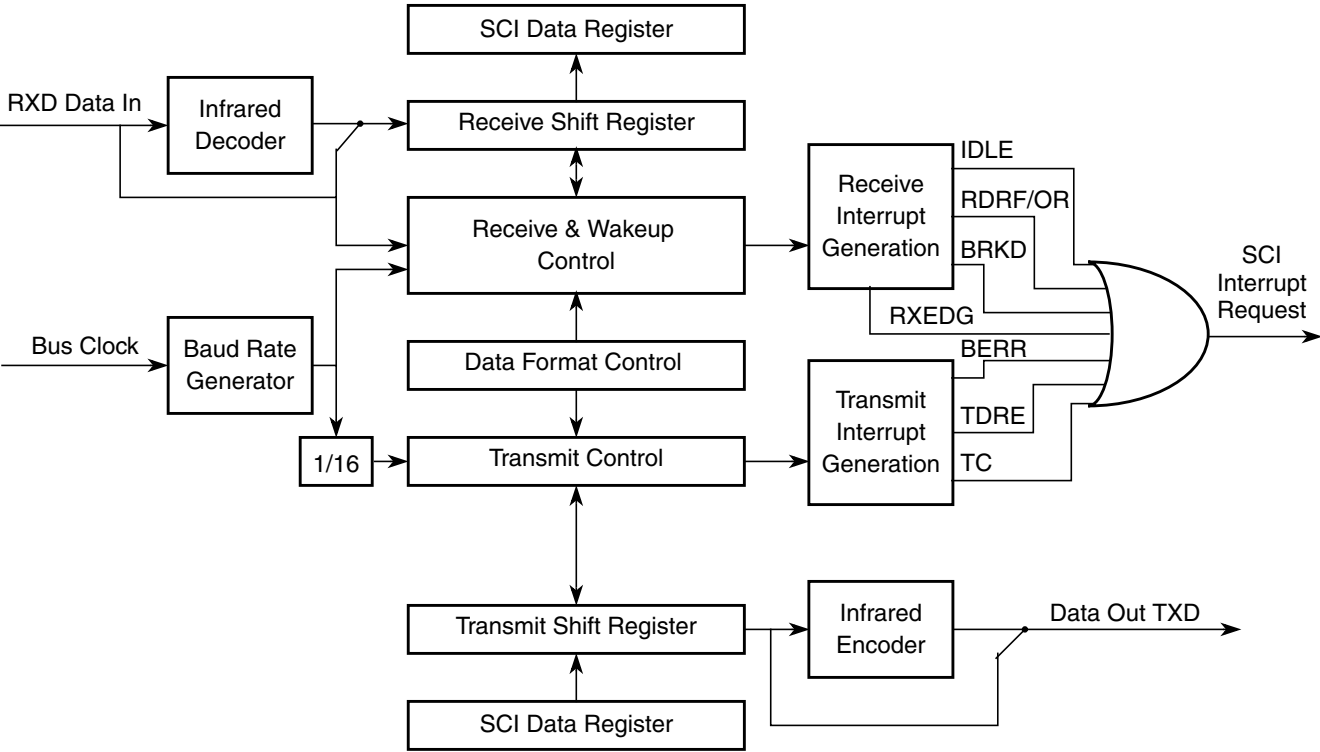 SCI Data Register
RXD Data In
Infrared
Decoder
Receive Shift Register
Receive & Wakeup
Control
Receive
Interrupt
Generation
IDLE
RDRF/OR
BRKD
RXEDG
SCI
Interrupt
Request
Bus Clock
Baud Rate
Generator
Data Format Control
BERR
Transmit
Interrupt
Generation
TDRE
TC
1/16
Transmit Control
Transmit Shift Register
Infrared
Encoder
Data Out TXD
SCI Data Register